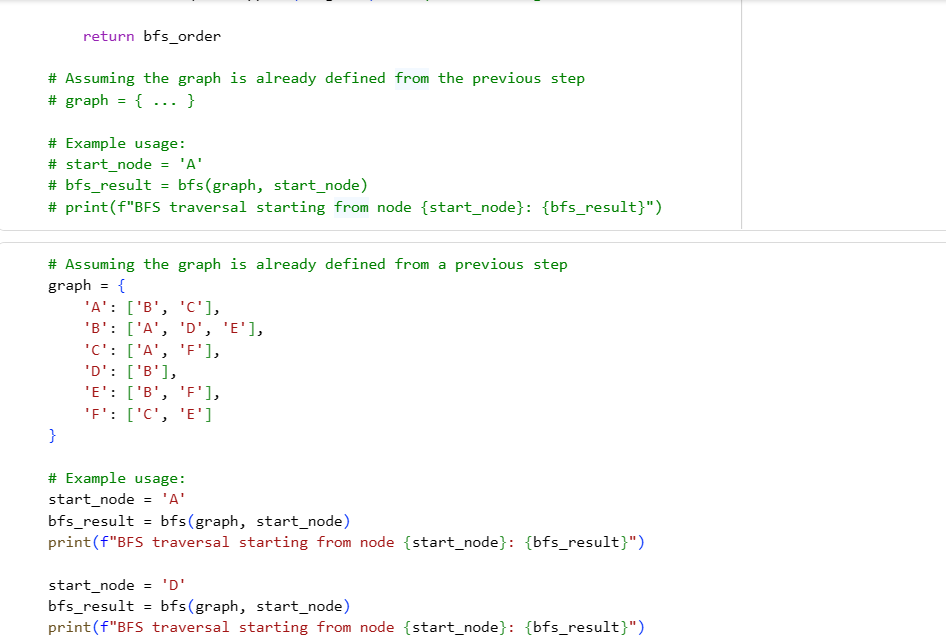 return bfs_order
# Assuming the graph is already defined from the previous step
# graph = { ... }
# Example usage:
# start_node = 'A'
# bfs_result = bfs(graph, start_node)
# print(f"BFS traversal starting from node {start_node}: {bfs_result}")
# Assuming the graph is already defined from a previous step
graph = {
    'A': ['B', 'C'],
    'B': ['A', 'D', 'E'],
    'C': ['A', 'F'],
    'D': ['B'],
    'E': ['B', 'F'],
    'F': ['C', 'E']
}
# Example usage:
start_node = 'A'
bfs_result = bfs(graph, start_node)
print(f"BFS traversal starting from node {start_node}: {bfs_result}")
start_node = 'D'
bfs_result = bfs(graph, start_node)
print(f"BFS traversal starting from node {start_node}: {bfs_result}")